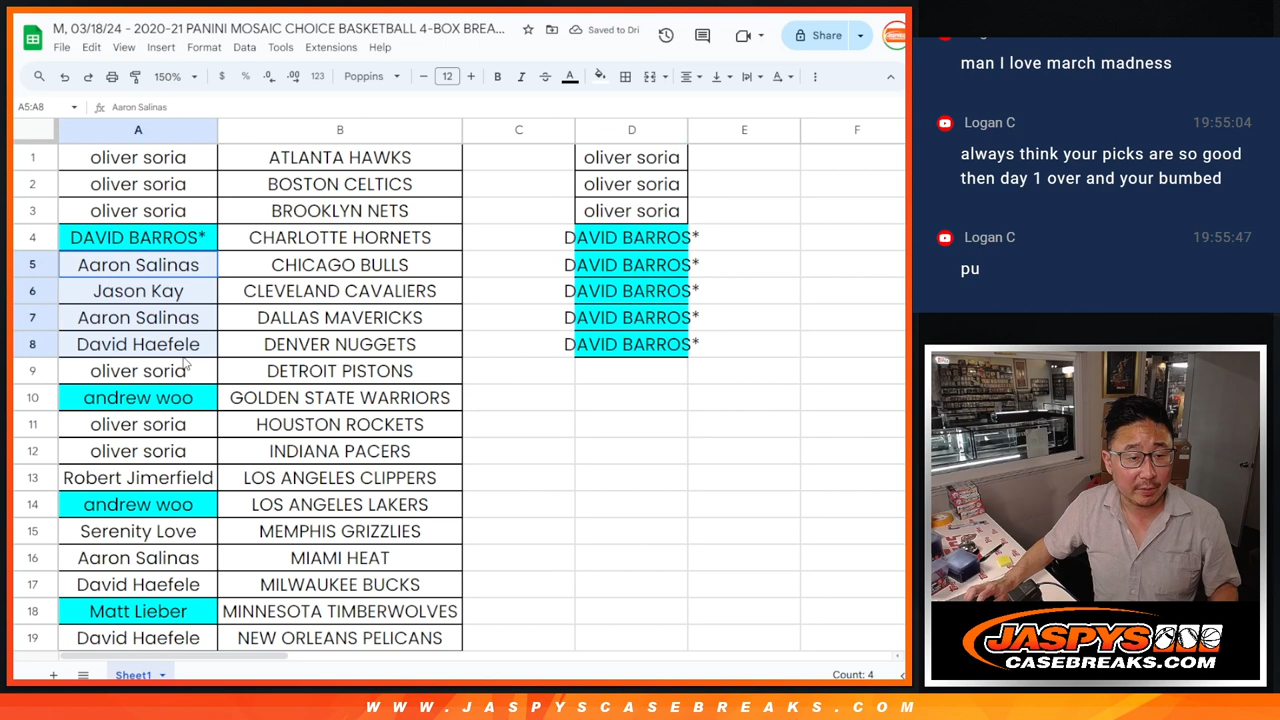 M, 03/18/24 - 2020-21 PANINI MOSAIC CHOICE BASKETBALL 4-BOX BREA...
Saved to Dri
File Edit View Insert Format Data Tools Extensions Help
Share
150% $ % .0 .00 123 Poppins 12 B I A
A5:A8 fx Aaron Salinas
A B C D E F
1 oliver soria ATLANTA HAWKS oliver soria
2 oliver soria BOSTON CELTICS oliver soria
3 oliver soria BROOKLYN NETS oliver soria
4 DAVID BARROS* CHARLOTTE HORNETS DAVID BARROS*
5 Aaron Salinas CHICAGO BULLS DAVID BARROS*
6 Jason Kay CLEVELAND CAVALIERS DAVID BARROS*
7 Aaron Salinas DALLAS MAVERICKS DAVID BARROS*
8 David Haefele DENVER NUGGETS DAVID BARROS*
9 oliver soria DETROIT PISTONS
10 andrew woo GOLDEN STATE WARRIORS
11 oliver soria HOUSTON ROCKETS
12 oliver soria INDIANA PACERS
13 Robert Jimerfield LOS ANGELES CLIPPERS
14 andrew woo LOS ANGELES LAKERS
15 Serenity Love MEMPHIS GRIZZLIES
16 Aaron Salinas MIAMI HEAT
17 David Haefele MILWAUKEE BUCKS
18 Matt Lieber MINNESOTA TIMBERWOLVES
19 David Haefele NEW ORLEANS PELICANS
Sheet1
Count: 4
man I love march madness
Logan C 19:55:04
always think your picks are so good
then day 1 over and your bumbed
Logan C 19:55:47
pu
JASPYS
CASEBREAKS.COM
WWW.JASPYSCASEBREAKS.COM